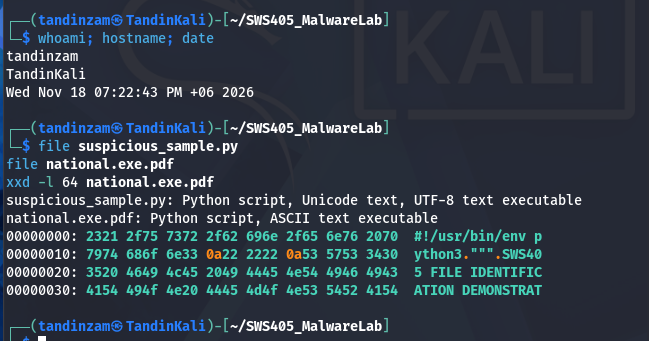 ┌──(tandinzam㉿TandinKali)-[~/SWS405_MalwareLab]
└─$ whoami; hostname; date
tandinzam
TandinKali
Wed Nov 18 07:22:43 PM +06 2026
KALI
┌──(tandinzam㉿TandinKali)-[~/SWS405_MalwareLab]
└─$ file suspicious_sample.py
file national.exe.pdf
xxd -l 64 national.exe.pdf
suspicious_sample.py: Python script, Unicode text, UTF-8 text executable
national.exe.pdf: Python script, ASCII text executable
00000000: 2321 2f75 7372 2f62 696e 2f65 6e76 2070  #!/usr/bin/env p
00000010: 7974 686f 6e33 0a22 2222 0a53 5753 3430  ython3.""".SWS40
00000020: 3520 4649 4c45 2049 4445 4e54 4946 4943  5 FILE IDENTIFIC
00000030: 4154 494f 4e20 4445 4d4f 4e53 5452 4154  ATION DEMONSTRAT
┌──(tandinzam㉿TandinKali)-[~/SWS405_MalwareLab]
└─$